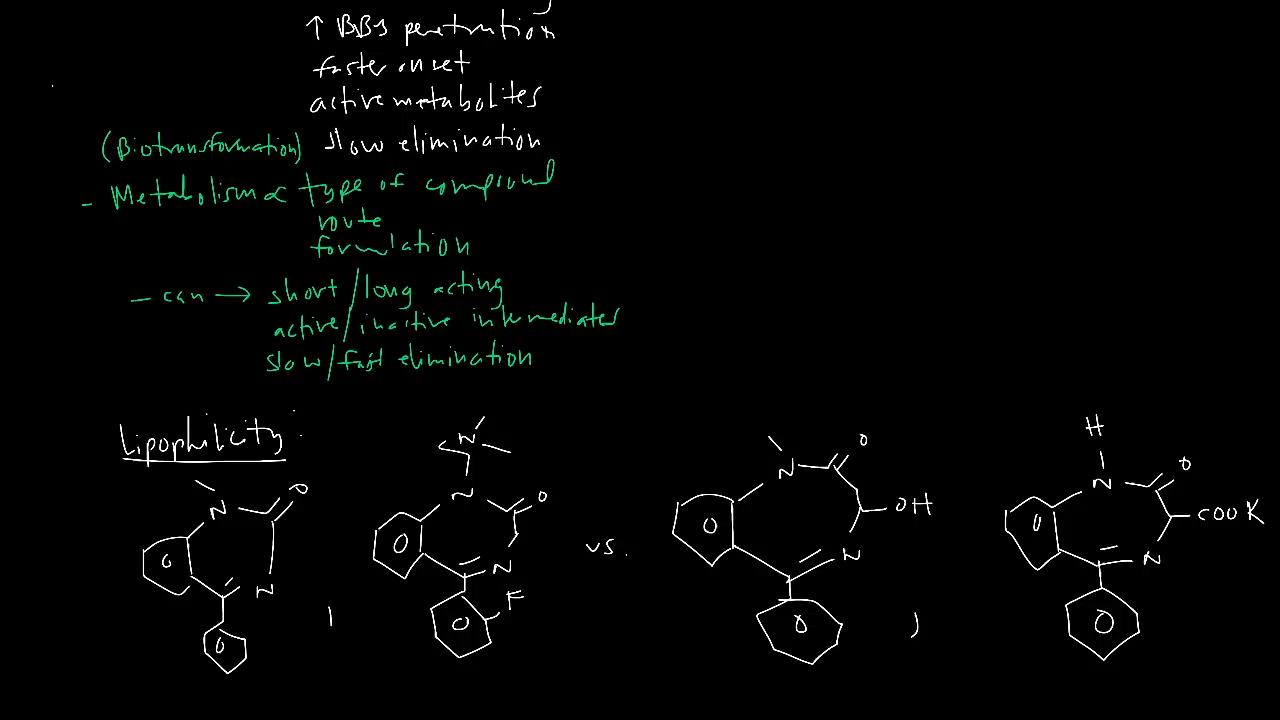 ↑ BBB penetration
faster onset
active metabolites
(Biotransformation) slow elimination
- Metabolism ∝ type of compound
route
formulation
- can → short/long acting
active/inactive intermediates
slow/fast elimination
Lipophilicity:
N O N
N N O N F
vs.
N O OH N
,
H N O COOK N